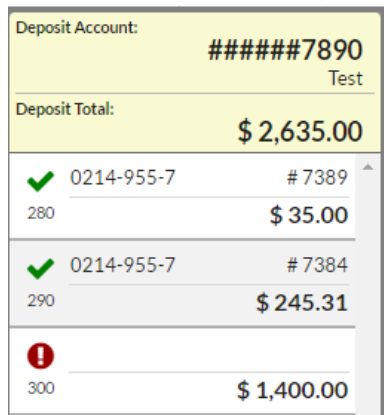 Deposit Account:
######7890
Test
Deposit Total:
$ 2,635.00
0214-955-7 # 7389
280 $ 35.00
0214-955-7 # 7384
290 $ 245.31
300 $ 1,400.00